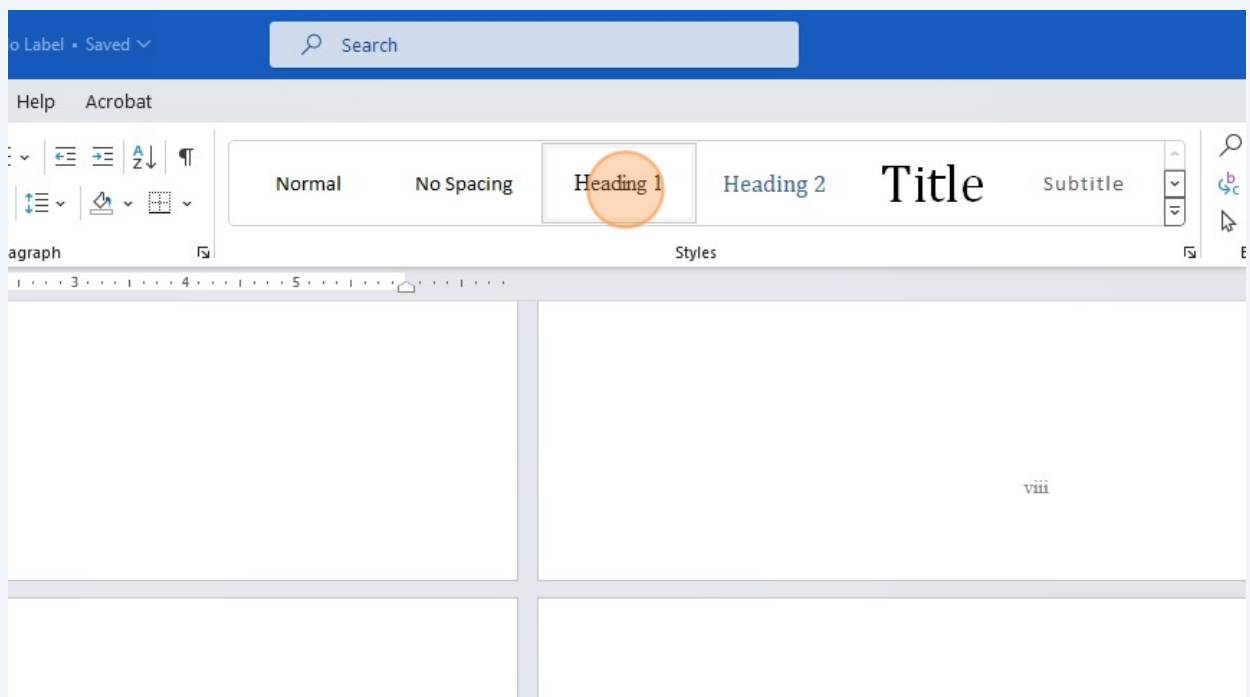 o Label • Saved
Search
Help Acrobat
Normal No Spacing Heading 1 Heading 2 Title Subtitle
agraph Styles E
3 4 5
viii